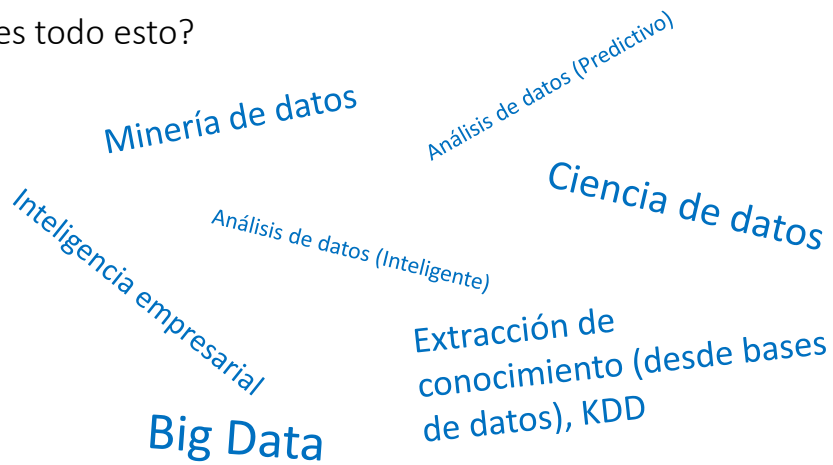 es todo esto?
Minería de datos
Análisis de datos (Predictivo)
Ciencia de datos
Inteligencia empresarial
Análisis de datos (Inteligente)
Extracción de
conocimiento (desde bases
de datos), KDD
Big Data